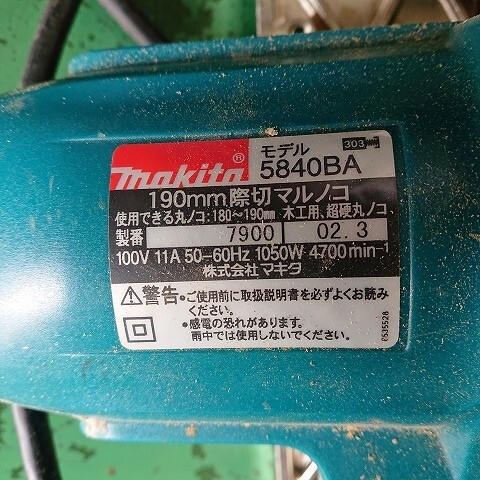 makita® モデル 303
5840BA
190mm際切マルノコ
使用できる丸ノコ:180〜190mm 木工用、超硬丸ノコ
製番 7900 02.3
100V 11A 50-60Hz 1050W 4700min⁻¹
株式会社マキタ
警告・ご使用前に取扱説明書を必ずよくお読み
ください。
・感電の恐れがあります。
雨中では使用しないでください。